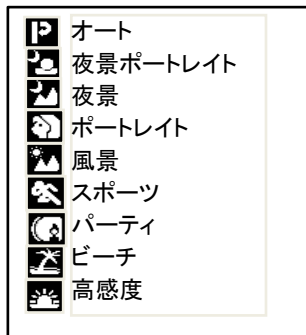 オート
夜景ポートレイト
夜景
ポートレイト
風景
スポーツ
パーティ
ビーチ
高感度